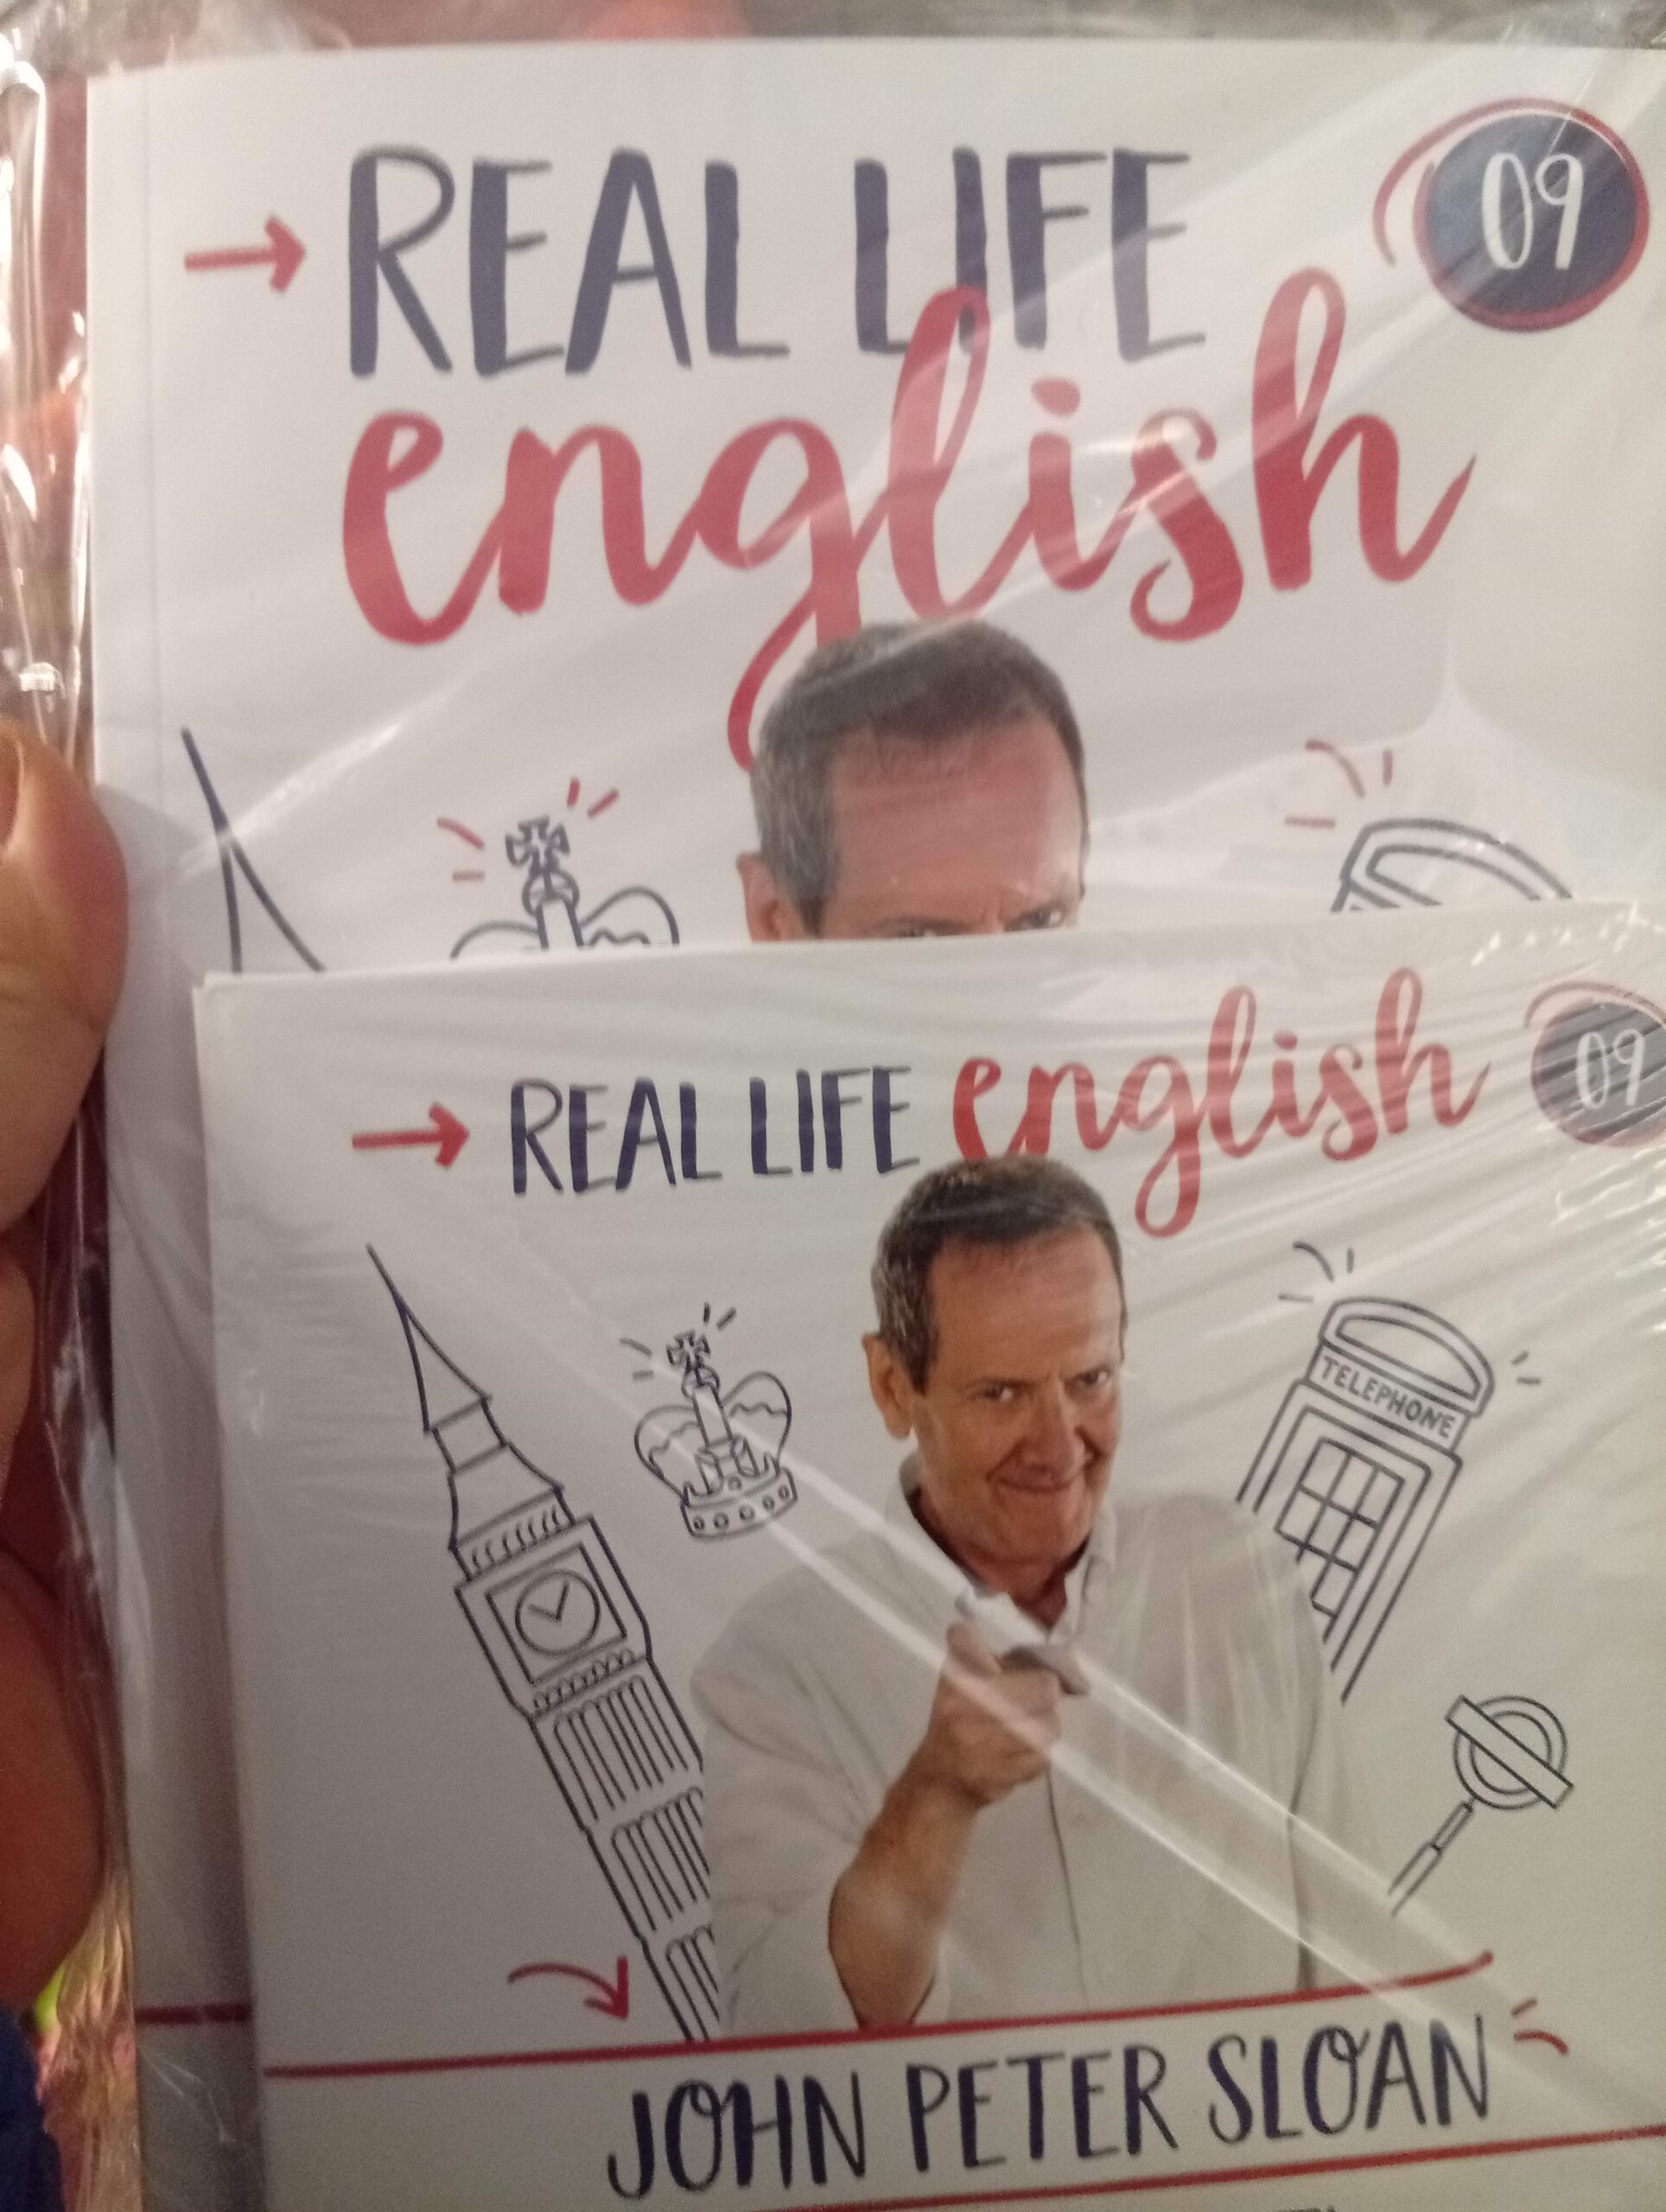 REAL LIFE
english
09
REAL LIFE english
09
TELEPHONE
JOHN PETER SLOAN